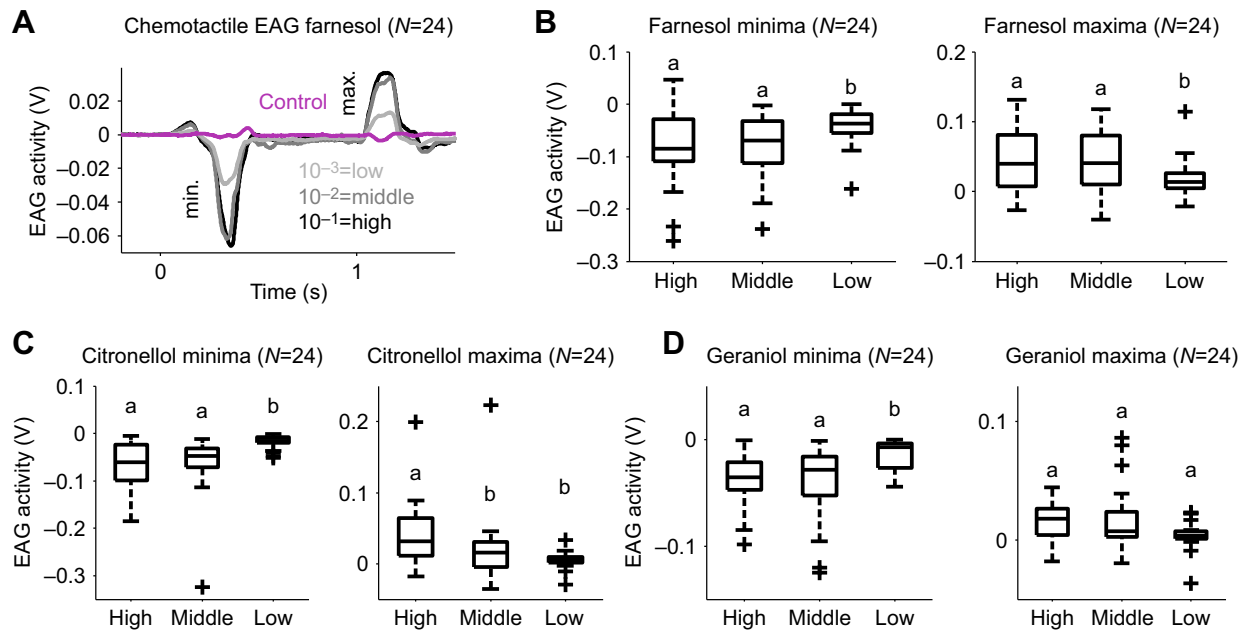 A
Chemotactile EAG farnesol (N=24)
EAG activity (V)
0.02
0
–0.02
–0.04
–0.06
Control
max.
min.
10–3=low
10–2=middle
10–1=high
0
1
Time (s)
B
Farnesol minima (N=24)
EAG activity (V)
0.1
0
–0.1
–0.2
–0.3
a
a
b
High
Middle
Low
Farnesol maxima (N=24)
0.2
0.1
0
–0.1
a
a
b
High
Middle
Low
C
Citronellol minima (N=24)
EAG activity (V)
0.1
0
–0.1
–0.2
–0.3
a
a
b
High
Middle
Low
Citronellol maxima (N=24)
0.2
0.1
0
a
b
b
High
Middle
Low
D
Geraniol minima (N=24)
EAG activity (V)
0
–0.1
a
a
b
High
Middle
Low
Geraniol maxima (N=24)
0.1
0
a
a
a
High
Middle
Low